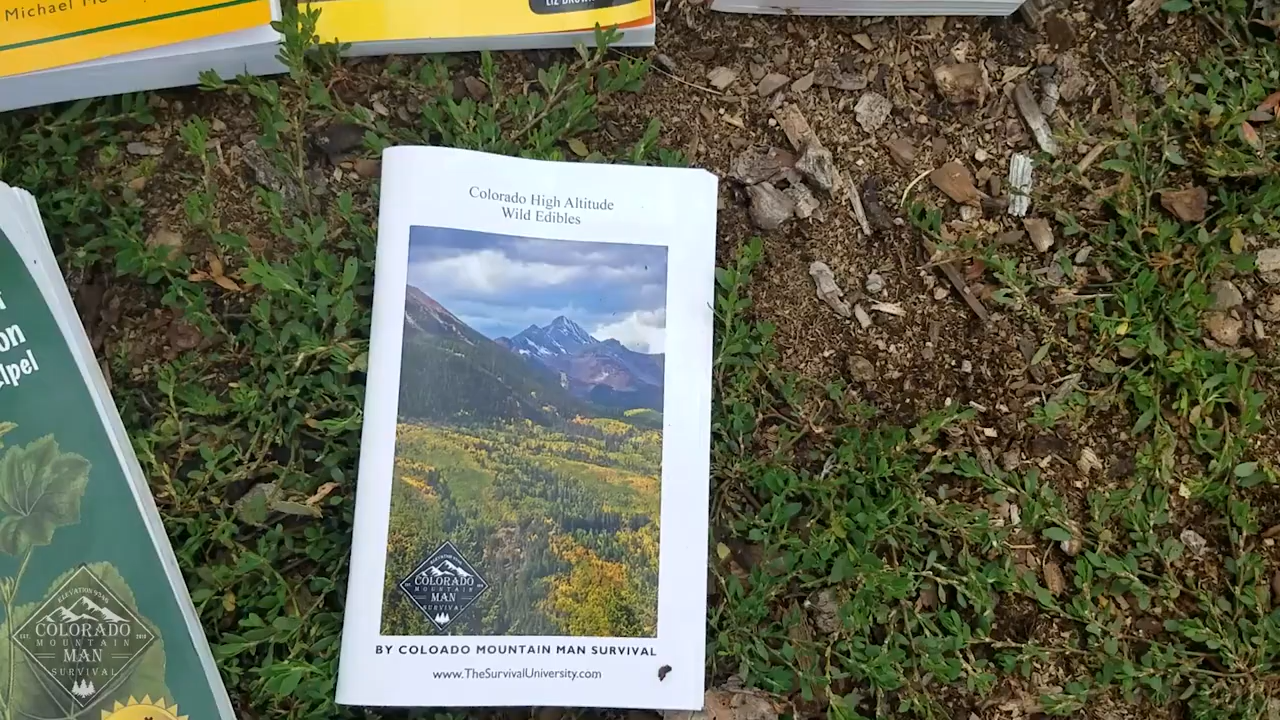 Michael
LIZ BROWN
Colorado High Altitude
Wild Edibles
ELEVATION
COLORADO
MOUNTAIN
MAN
SURVIVAL
BY COLOADO MOUNTAIN MAN SURVIVAL
www.TheSurvivalUniversity.com
on
lpel
COLORADO
MOUNTAIN
MAN
SURVIVAL